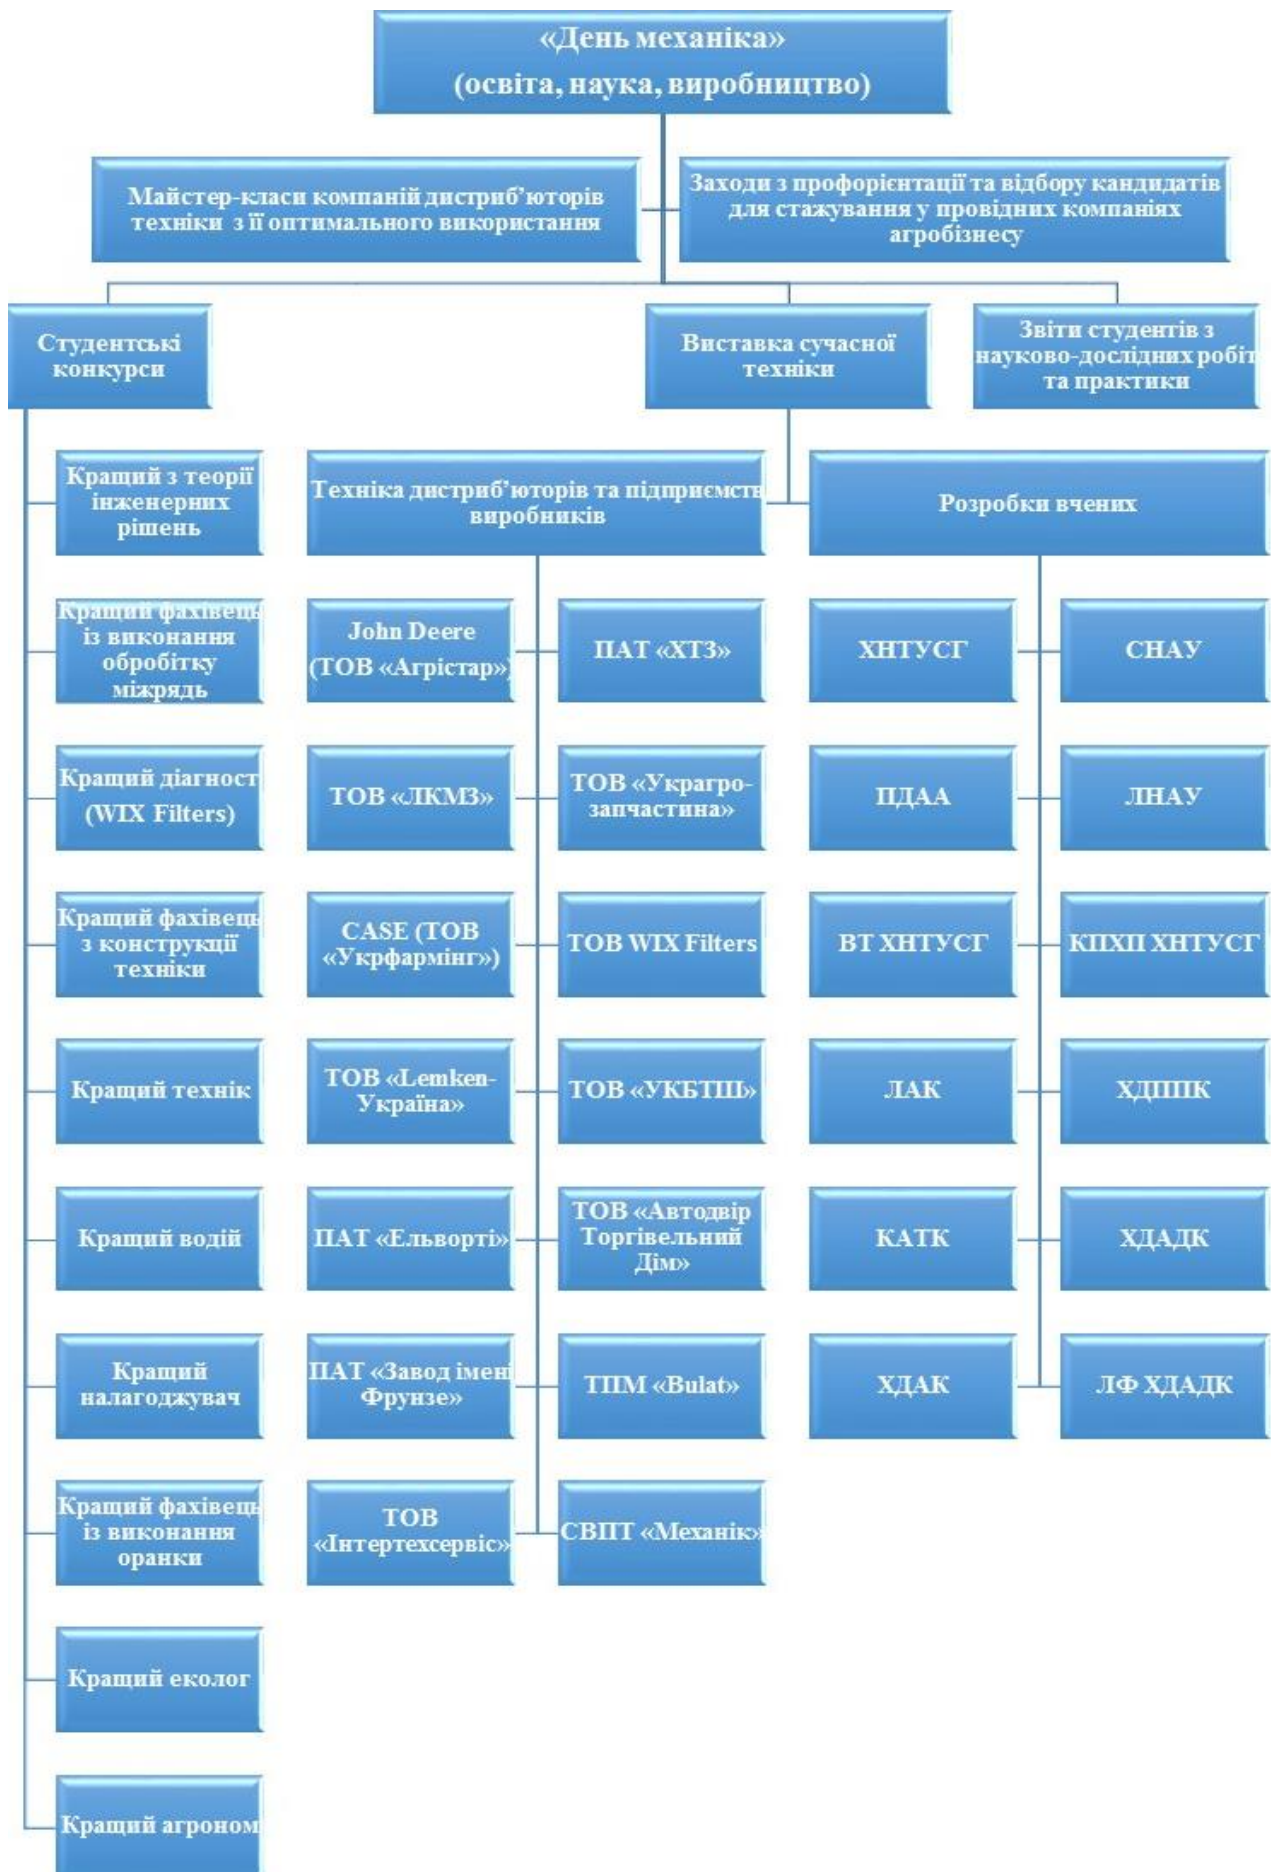 «День механіка»
(освіта, наука, виробництво)
Майстер-класи компаній дистриб’юторів
техніки з її оптимального використання
Заходи з профорієнтації та відбору кандидатів
для стажування у провідних компаніях
агробізнесу
Студентські
конкурси
Виставка сучасної
техніки
Звіти студентів з
науково-дослідних робіт
та практики
Кращий з теорії
інженерних
рішень
Кращий фахівець
із виконання
обробітку
міжрядь
Кращий діагност
(WIX Filters)
Кращий фахівець
з конструкції
техніки
Кращий технік
Кращий водій
Кращий
налагоджувач
Кращий фахівець
із виконання
оранки
Кращий еколог
Кращий агроном
Техніка дистриб’юторів та підприємств
виробників
John Deere
(ТОВ «Агрістар»)
ПАТ «ХТЗ»
ТОВ «ЛКМЗ»
ТОВ «Украгро-
запчастина»
CASE (ТОВ
«Укрфармінг»)
ТОВ WIX Filters
ТОВ «Lemken-
Україна»
ТОВ «УКБТШ»
ПАТ «Ельворті»
ТОВ «Автодвір
Торгівельний
Дім»
ПАТ «Завод імені
Фрунзе»
ТПМ «Bulat»
ТОВ
«Інтертехсервіс»
СВПТ «Механік»
Розробки вчених
ХНТУСГ
СНАУ
ПДАА
ЛНАУ
ВТ ХНТУСГ
КПХП ХНТУСГ
ЛАК
ХДППК
КАТК
ХДАДК
ХДАК
ЛФ ХДАДК